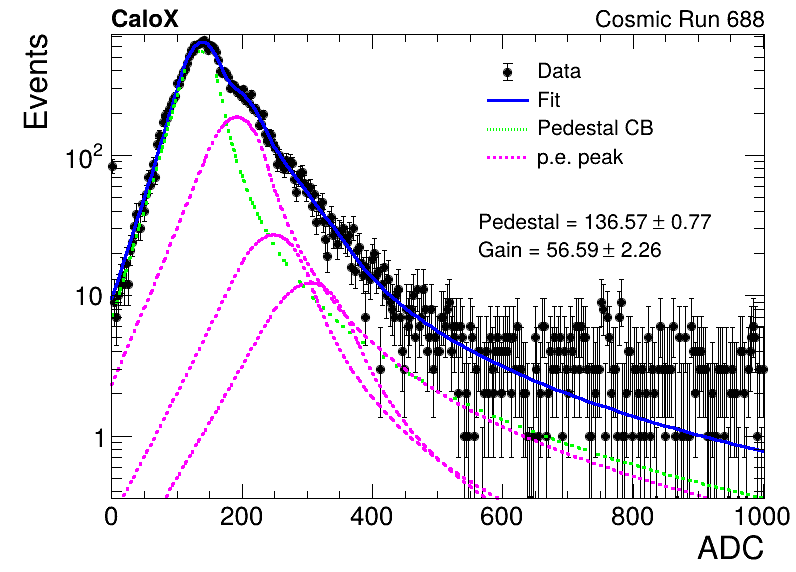 CaloX Cosmic Run 688
Events
Data
Fit
Pedestal CB
p.e. peak
Pedestal = 136.57 ± 0.77
Gain = 56.59 ± 2.26
10²
10
1
0 200 400 600 800 1000
ADC